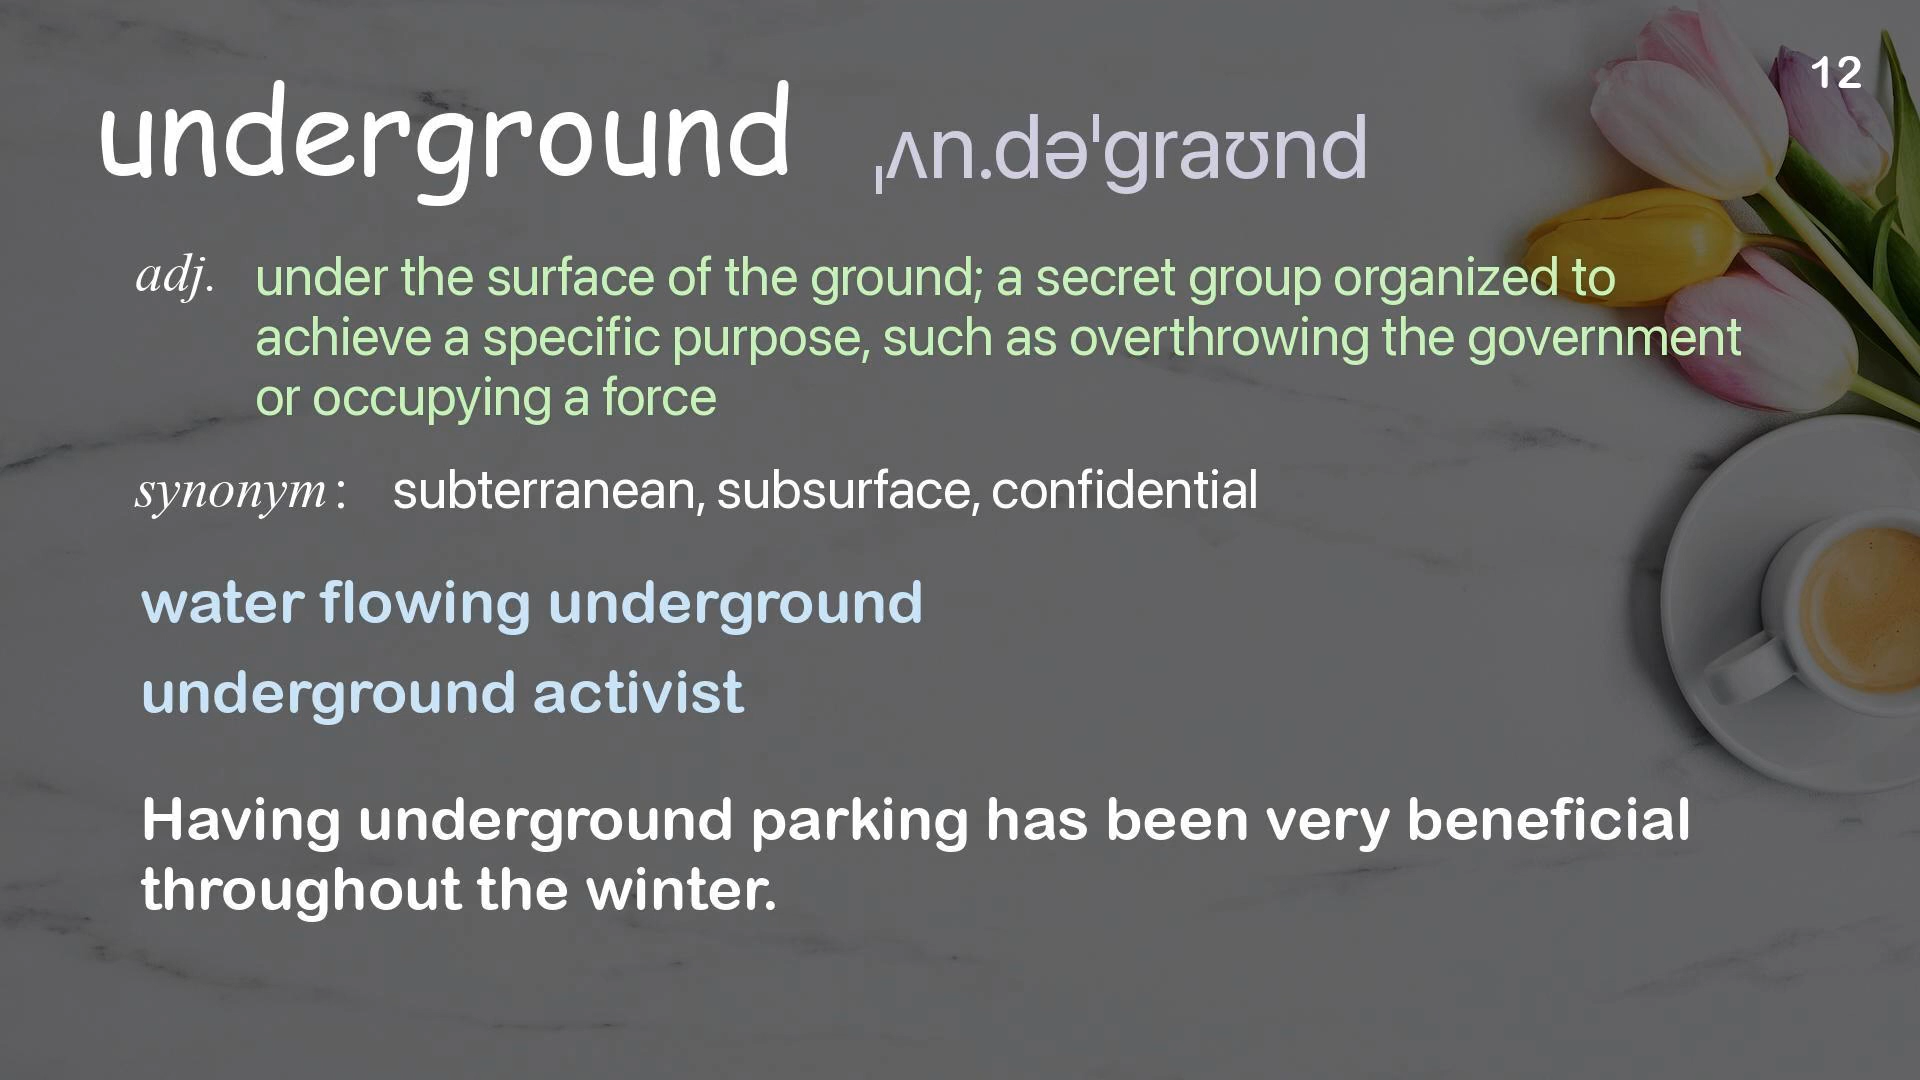 12
underground ˌʌn.dəˈɡraʊnd
adj. under the surface of the ground; a secret group organized to
achieve a specific purpose, such as overthrowing the government
or occupying a force
synonym : subterranean, subsurface, confidential
water flowing underground
underground activist
Having underground parking has been very beneficial
throughout the winter.